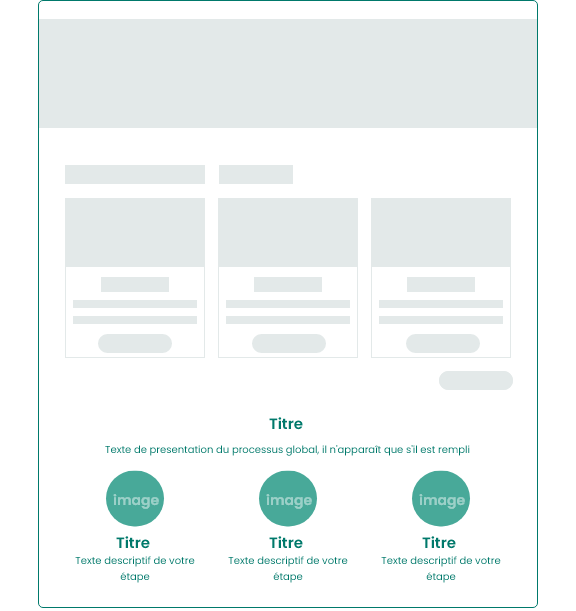 Titre
Texte de presentation du processus global, il n'apparaît que s'il est rempli
image image image
Titre Titre Titre
Texte descriptif de votre étape
Texte descriptif de votre étape
Texte descriptif de votre étape